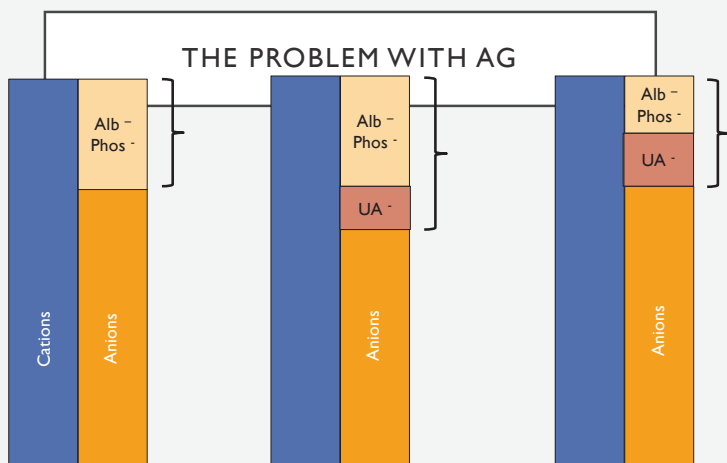 THE PROBLEM WITH AG
Alb –
Phos -
Cations
Anions
Alb –
Phos -
UA -
Anions
Alb –
Phos -
UA -
Anions